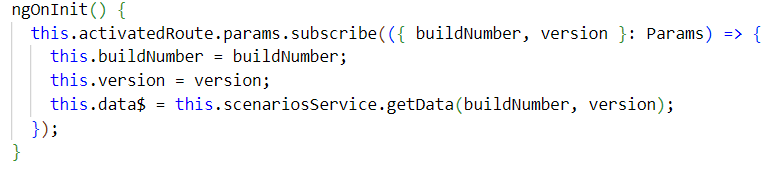 ngOnInit() {
  this.activatedRoute.params.subscribe(({ buildNumber, version }: Params) => {
    this.buildNumber = buildNumber;
    this.version = version;
    this.data$ = this.scenariosService.getData(buildNumber, version);
  });
}